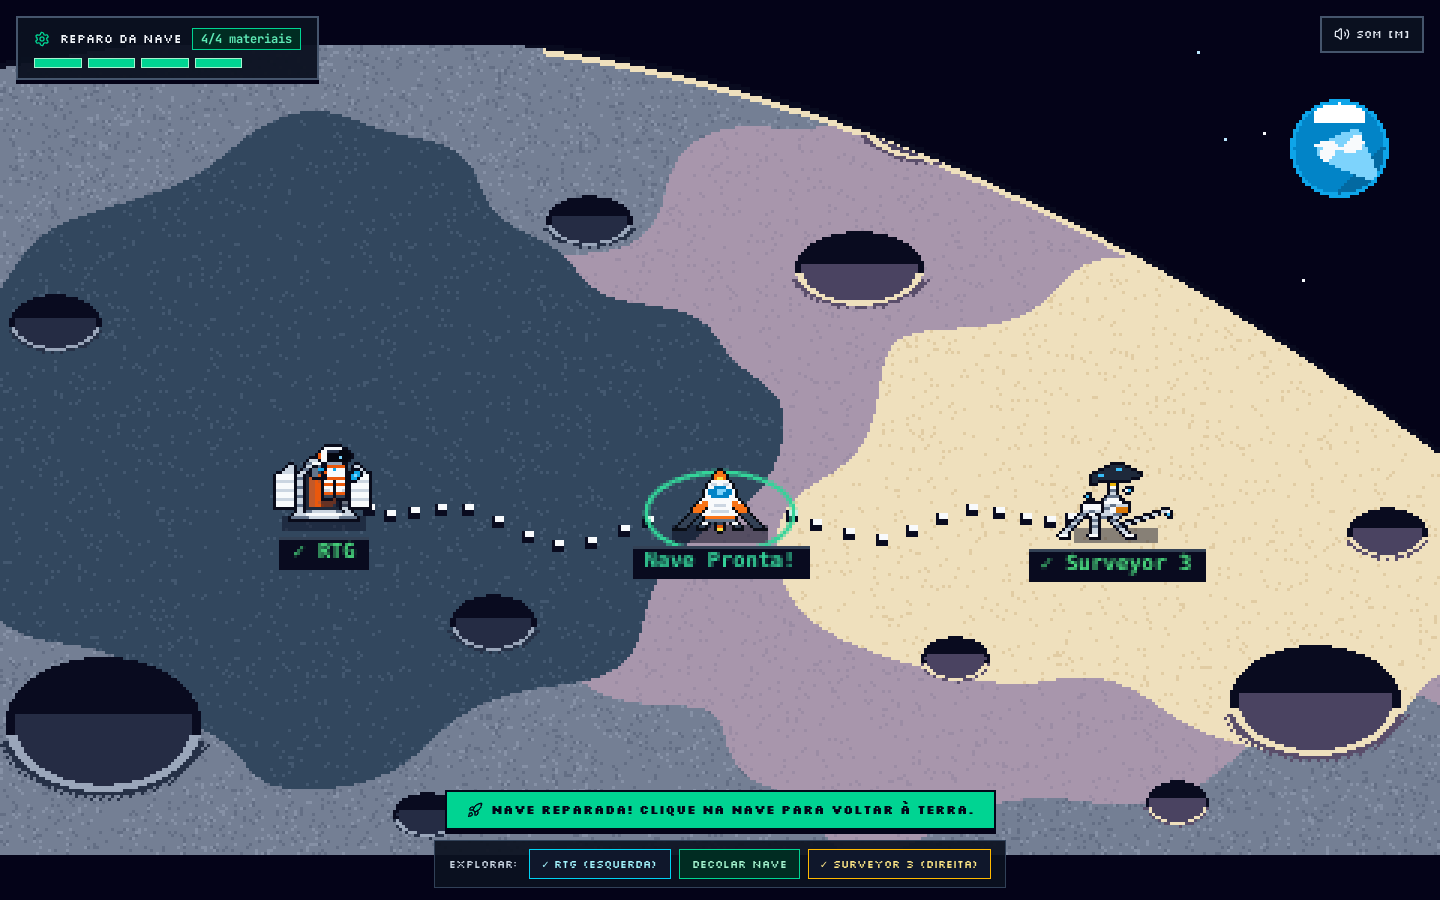 REPARO DA NAVE 4/4 materiais
SOM [M]
✓ RTG
Nave Pronta!
✓ Surveyor 3
NAVE REPARADA! CLIQUE NA NAVE PARA VOLTAR À TERRA.
EXPLORAR: ✓ RTG (ESQUERDA) DECOLAR NAVE ✓ SURVEYOR 3 (DIREITA)